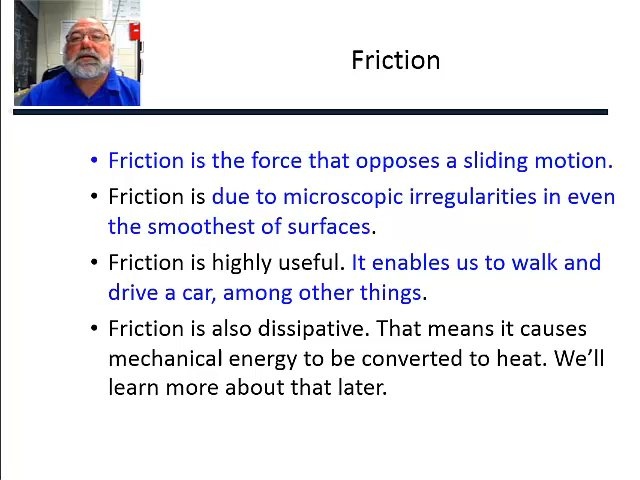 Friction
• Friction is the force that opposes a sliding motion.
• Friction is due to microscopic irregularities in even
the smoothest of surfaces.
• Friction is highly useful. It enables us to walk and
drive a car, among other things.
• Friction is also dissipative. That means it causes
mechanical energy to be converted to heat. We’ll
learn more about that later.